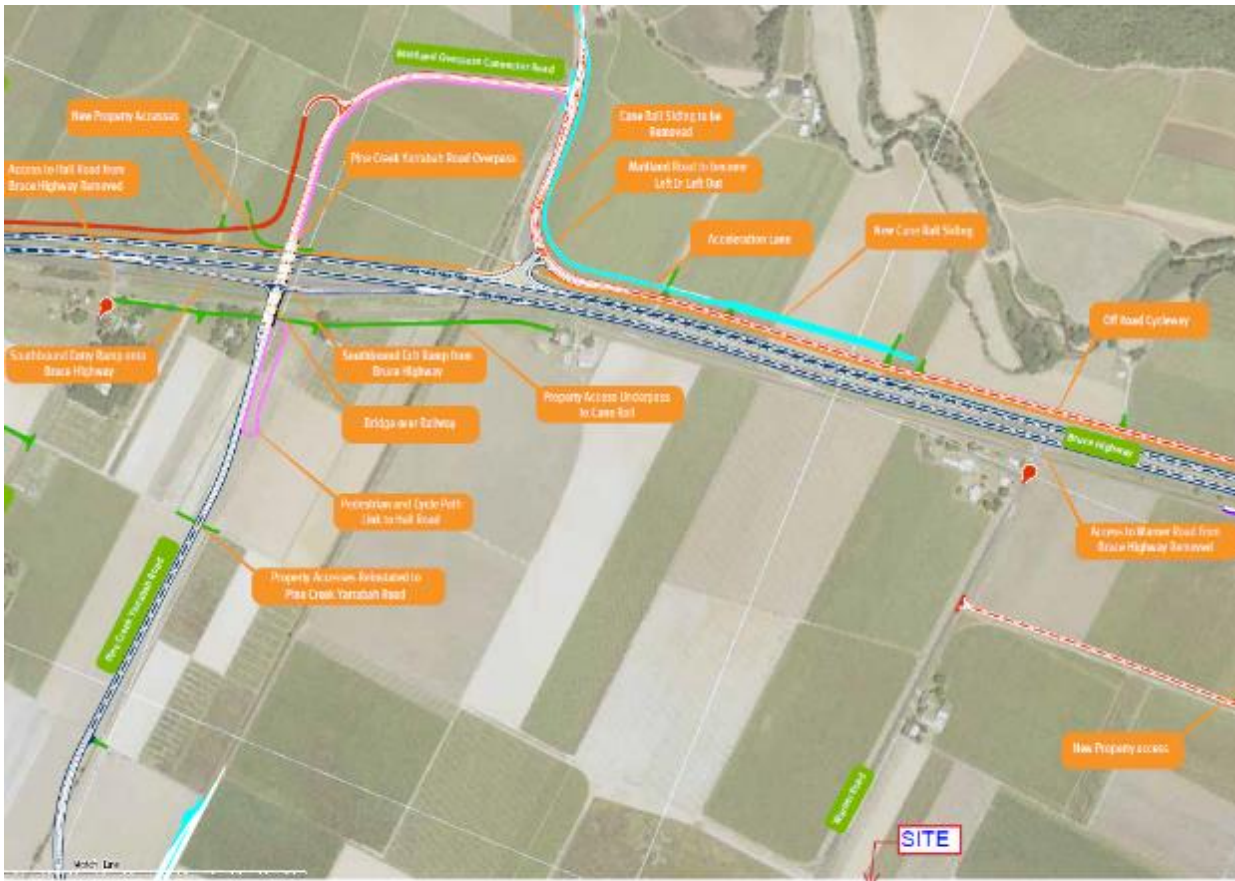 Maitland Overpass Connector Road
New Property Accesses
Cane Rail Siding to be
Removed
Pine Creek Yarrabah Road Overpass
Access to Hall Road from
Bruce Highway Removed
Maitland Road to become
Left In Left Out
Acceleration Lane
New Cane Rail Siding
Off Road Cycleway
Southbound Entry Ramp onto
Bruce Highway
Southbound Exit Ramp from
Bruce Highway
Property Access Underpass
to Cane Rail
Bridge over Railway
Bruce Highway
Pedestrian and Cycle Path
Link to Hall Road
Access to Warner Road from
Bruce Highway Removed
Property Accesses Reinstated to
Pine Creek Yarrabah Road
Pine Creek Yarrabah Road
New Property access
Road
SITE
Match Line